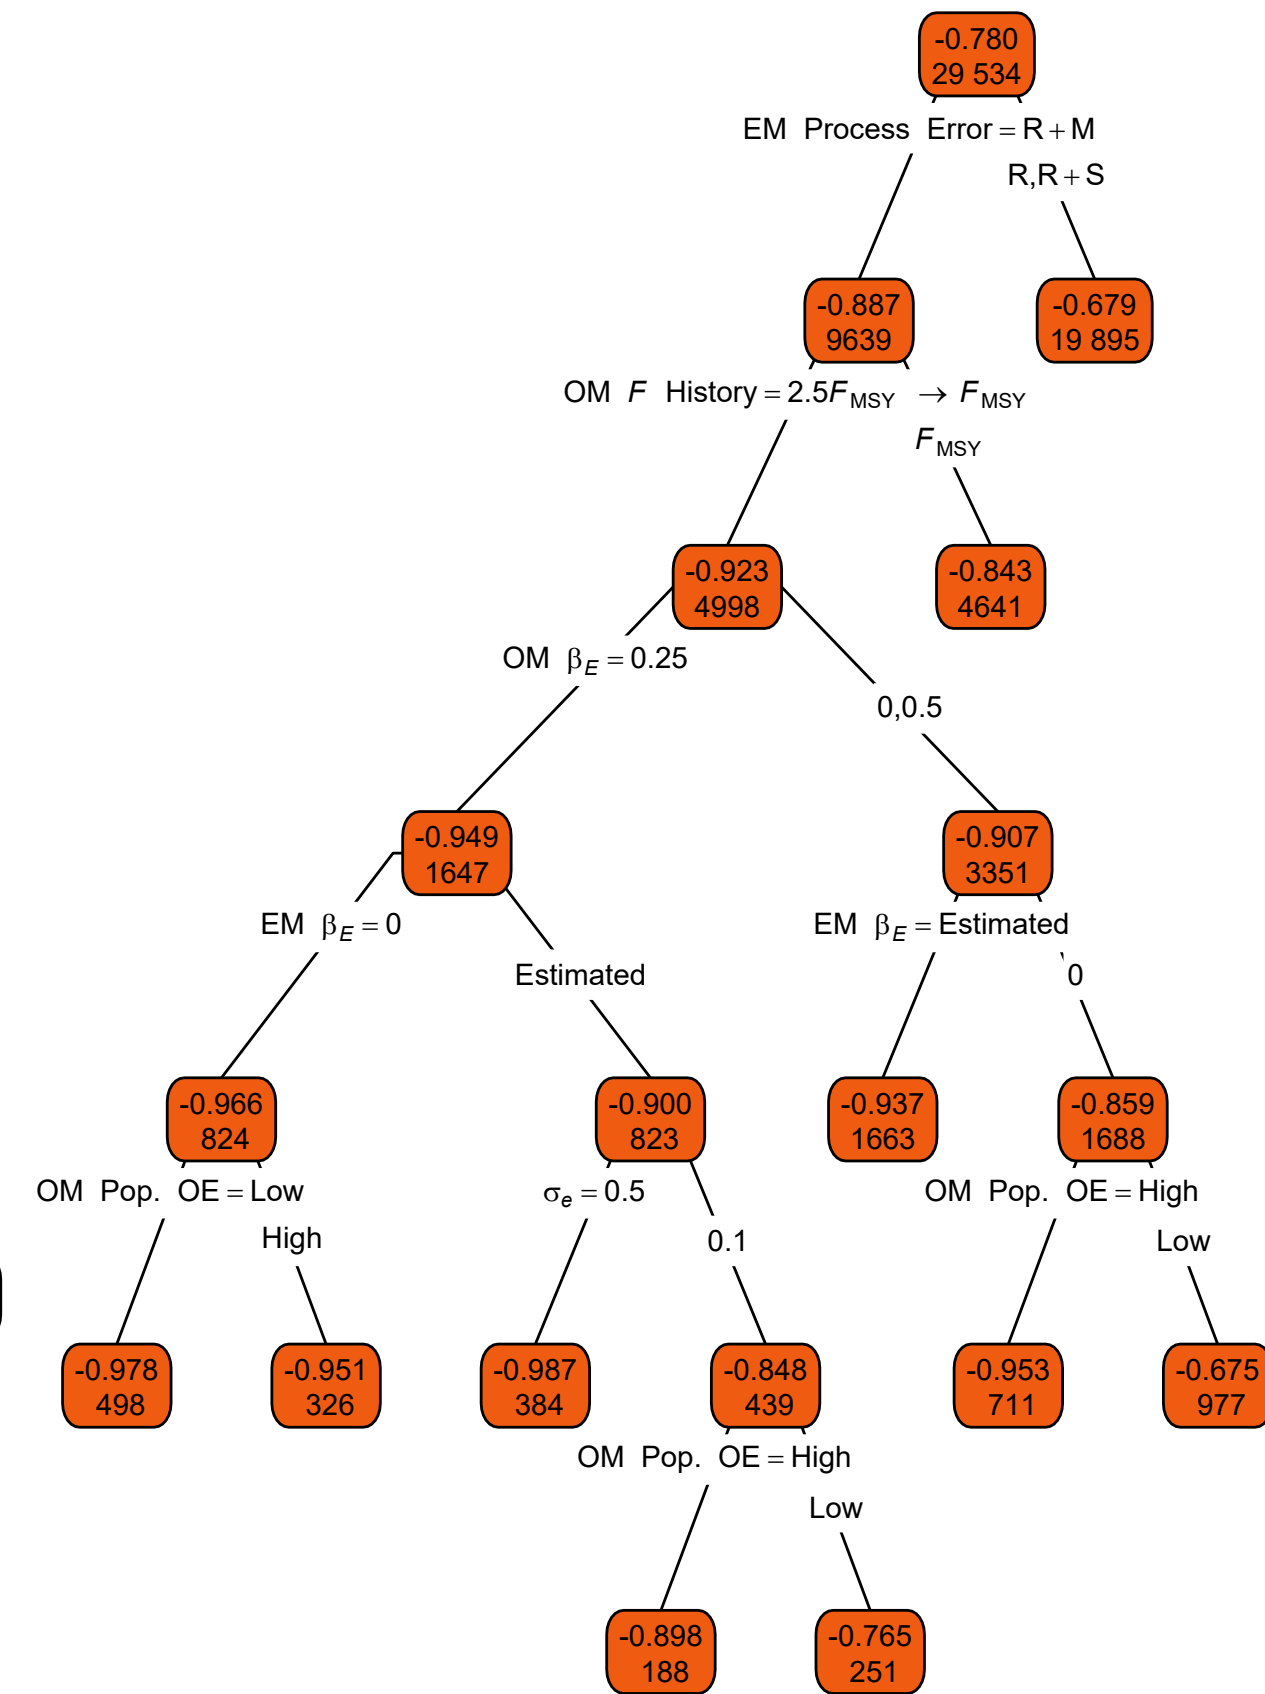 -0.780
29 534
EM Process Error = R + M
R,R + S
-0.887
9639
-0.679
19 895
OM F History = 2.5F_MSY → F_MSY
F_MSY
-0.923
4998
-0.843
4641
OM β_E = 0.25
0,0.5
-0.949
1647
-0.907
3351
EM β_E = 0
Estimated
EM β_E = Estimated
0
-0.966
824
-0.900
823
-0.937
1663
-0.859
1688
OM Pop. OE = Low
High
σ_e = 0.5
0.1
OM Pop. OE = High
Low
-0.978
498
-0.951
326
-0.987
384
-0.848
439
-0.953
711
-0.675
977
OM Pop. OE = High
Low
-0.898
188
-0.765
251